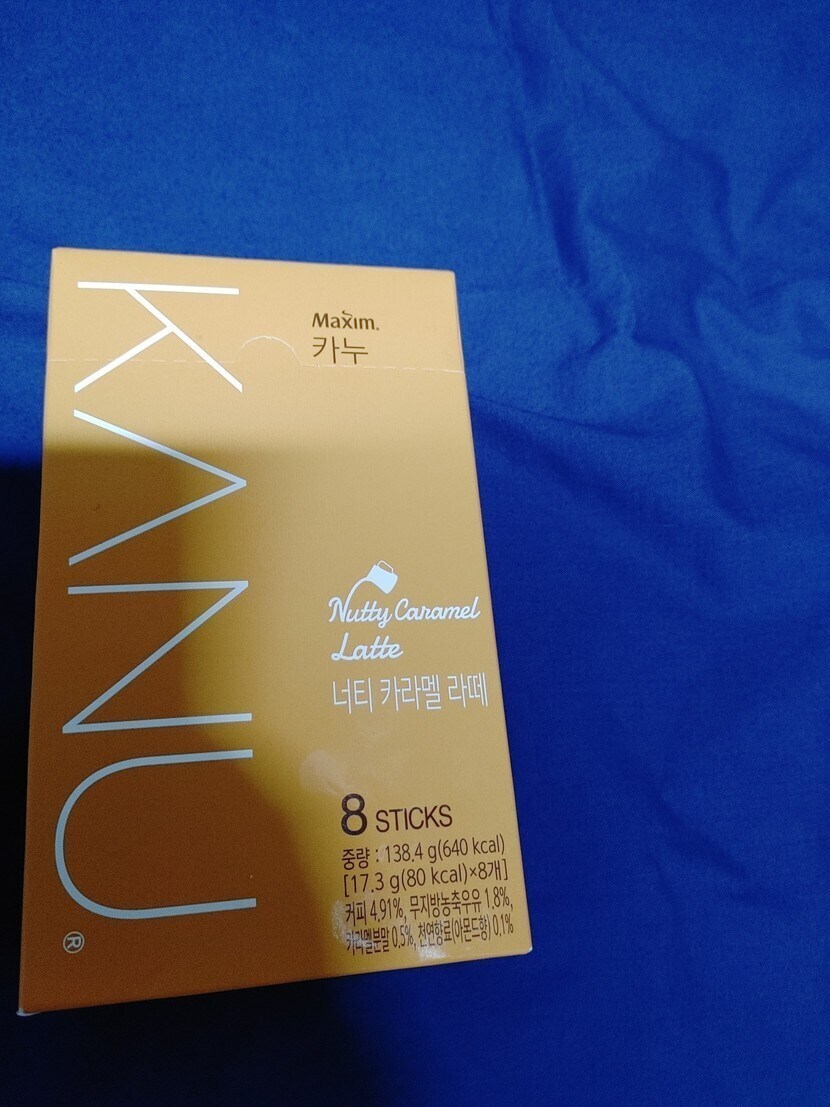 KANU®
Maxim®
카누
Nutty Caramel
Latte
너티 카라멜 라떼
8 STICKS
중량 : 138.4 g(640 kcal)
[17.3 g(80 kcal)×8개]
커피 4.91%, 무지방농축우유 1.8%,
카라멜분말 0.5%, 천연향료(아몬드향) 0.1%